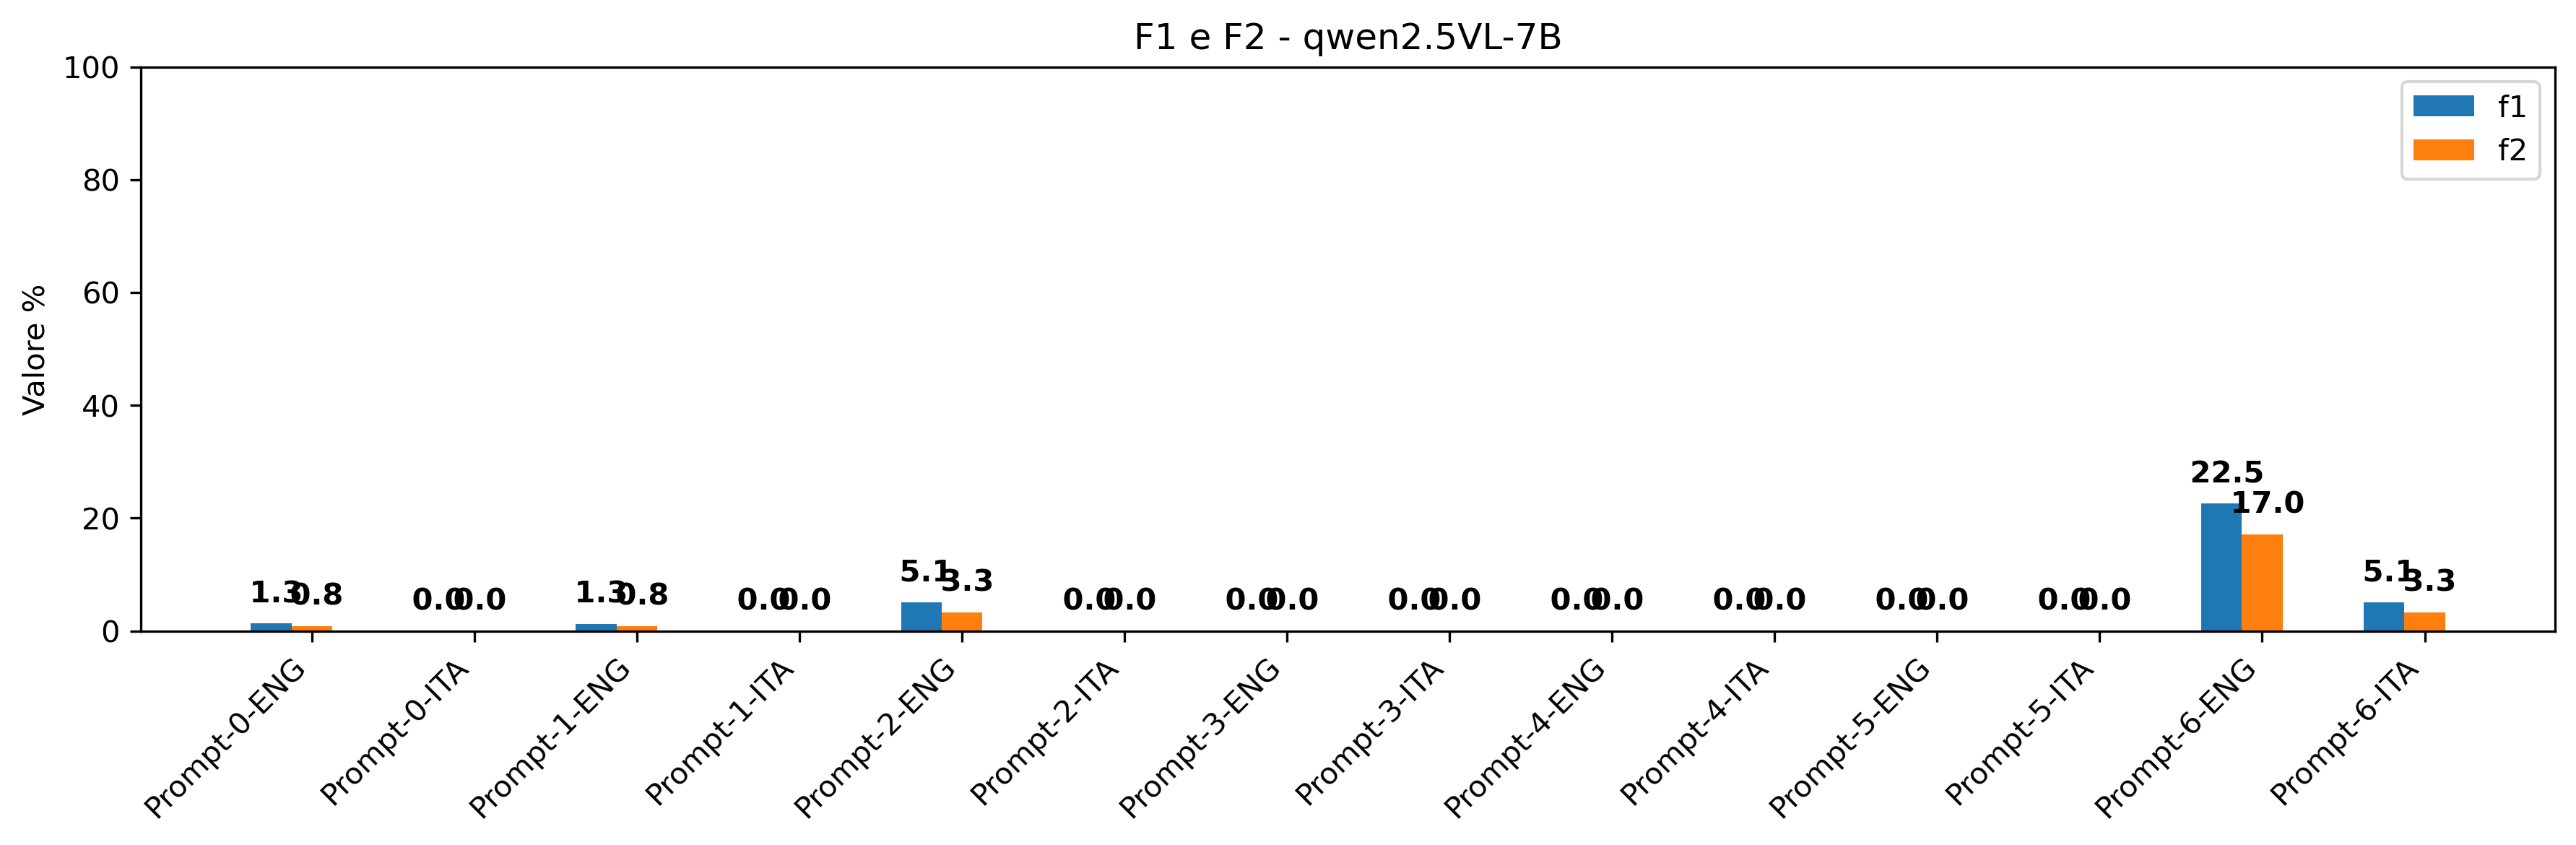 F1 e F2 - qwen2.5VL-7B
f1
f2
Valore %
100
80
60
40
20
0
1.3 0.8
0.0 0.0
1.3 0.8
0.0 0.0
5.1 3.3
0.0 0.0
0.0 0.0
0.0 0.0
0.0 0.0
0.0 0.0
0.0 0.0
0.0 0.0
22.5 17.0
5.1 3.3
Prompt-0-ENG
Prompt-0-ITA
Prompt-1-ENG
Prompt-1-ITA
Prompt-2-ENG
Prompt-2-ITA
Prompt-3-ENG
Prompt-3-ITA
Prompt-4-ENG
Prompt-4-ITA
Prompt-5-ENG
Prompt-5-ITA
Prompt-6-ENG
Prompt-6-ITA